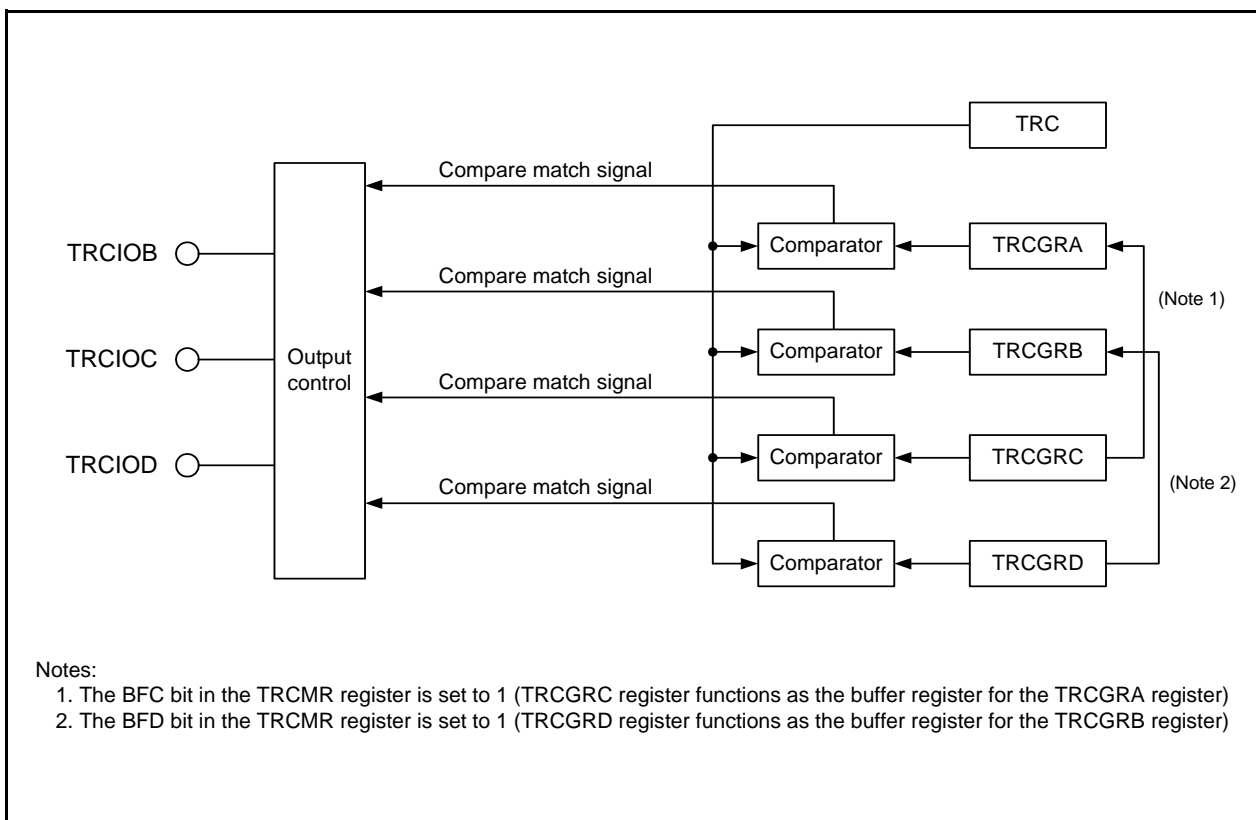 TRC
Compare match signal
Comparator
TRCGRA
TRCIOB
Compare match signal
(Note 1)
Comparator
TRCGRB
TRCIOC
Output
control
Compare match signal
Comparator
TRCGRC
TRCIOD
Compare match signal
(Note 2)
Comparator
TRCGRD
Notes:
1. The BFC bit in the TRCMR register is set to 1 (TRCGRC register functions as the buffer register for the TRCGRA register)
2. The BFD bit in the TRCMR register is set to 1 (TRCGRD register functions as the buffer register for the TRCGRB register)